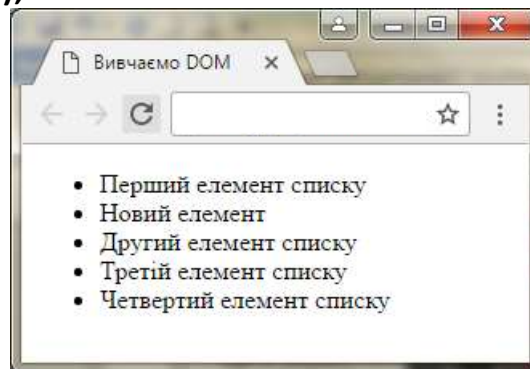 Вивчаємо DOM
• Перший елемент списку
• Новий елемент
• Другий елемент списку
• Третій елемент списку
• Четвертий елемент списку